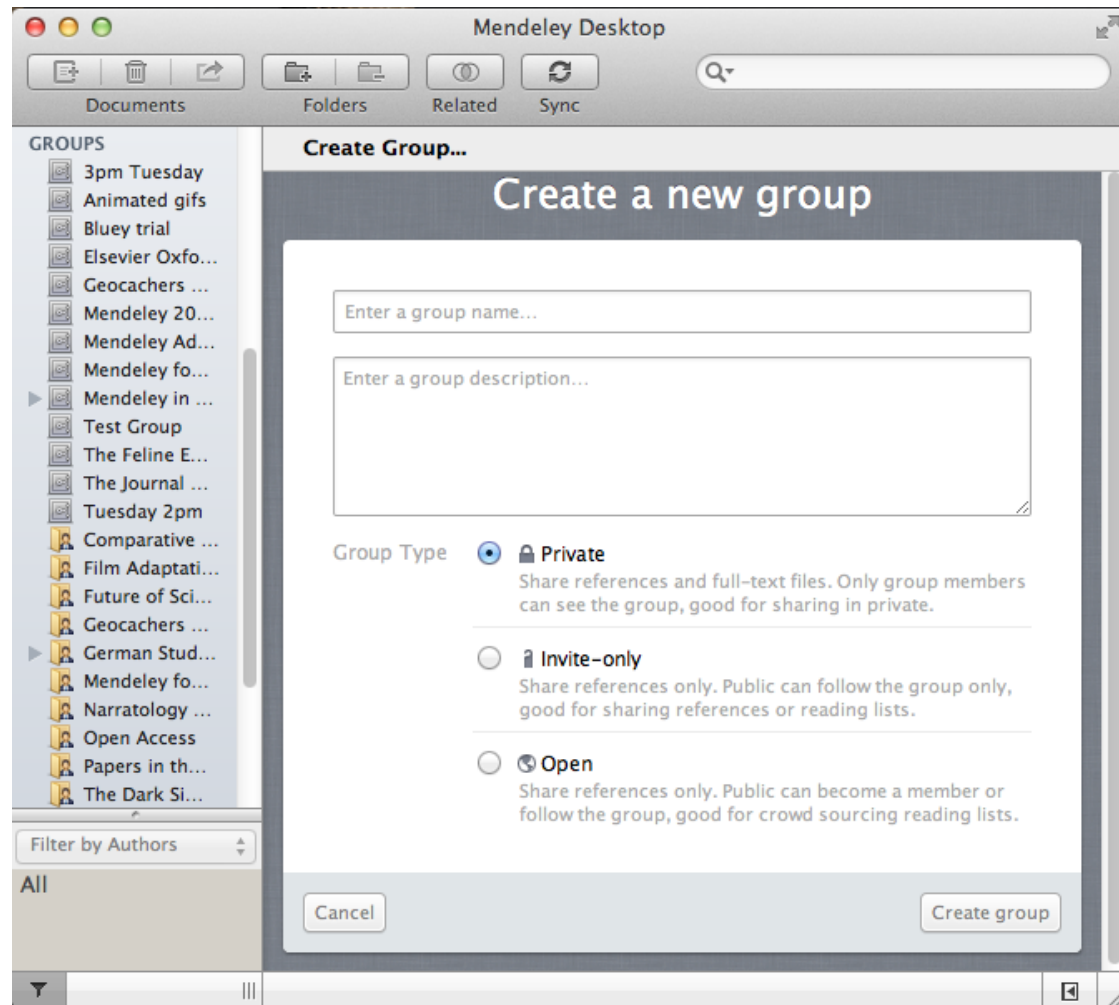 Mendeley Desktop
Documents
Folders
Related
Sync
GROUPS
3pm Tuesday
Animated gifs
Bluey trial
Elsevier Oxfo...
Geocachers ...
Mendeley 20...
Mendeley Ad...
Mendeley fo...
Mendeley in ...
Test Group
The Feline E...
The Journal ...
Tuesday 2pm
Comparative ...
Film Adaptati...
Future of Sci...
Geocachers ...
German Stud...
Mendeley fo...
Narratology ...
Open Access
Papers in th...
The Dark Si...
Filter by Authors
All
Create Group...
Create a new group
Enter a group name...
Enter a group description...
Group Type
Private
Share references and full-text files. Only group members
can see the group, good for sharing in private.
Invite-only
Share references only. Public can follow the group only,
good for sharing references or reading lists.
Open
Share references only. Public can become a member or
follow the group, good for crowd sourcing reading lists.
Cancel
Create group